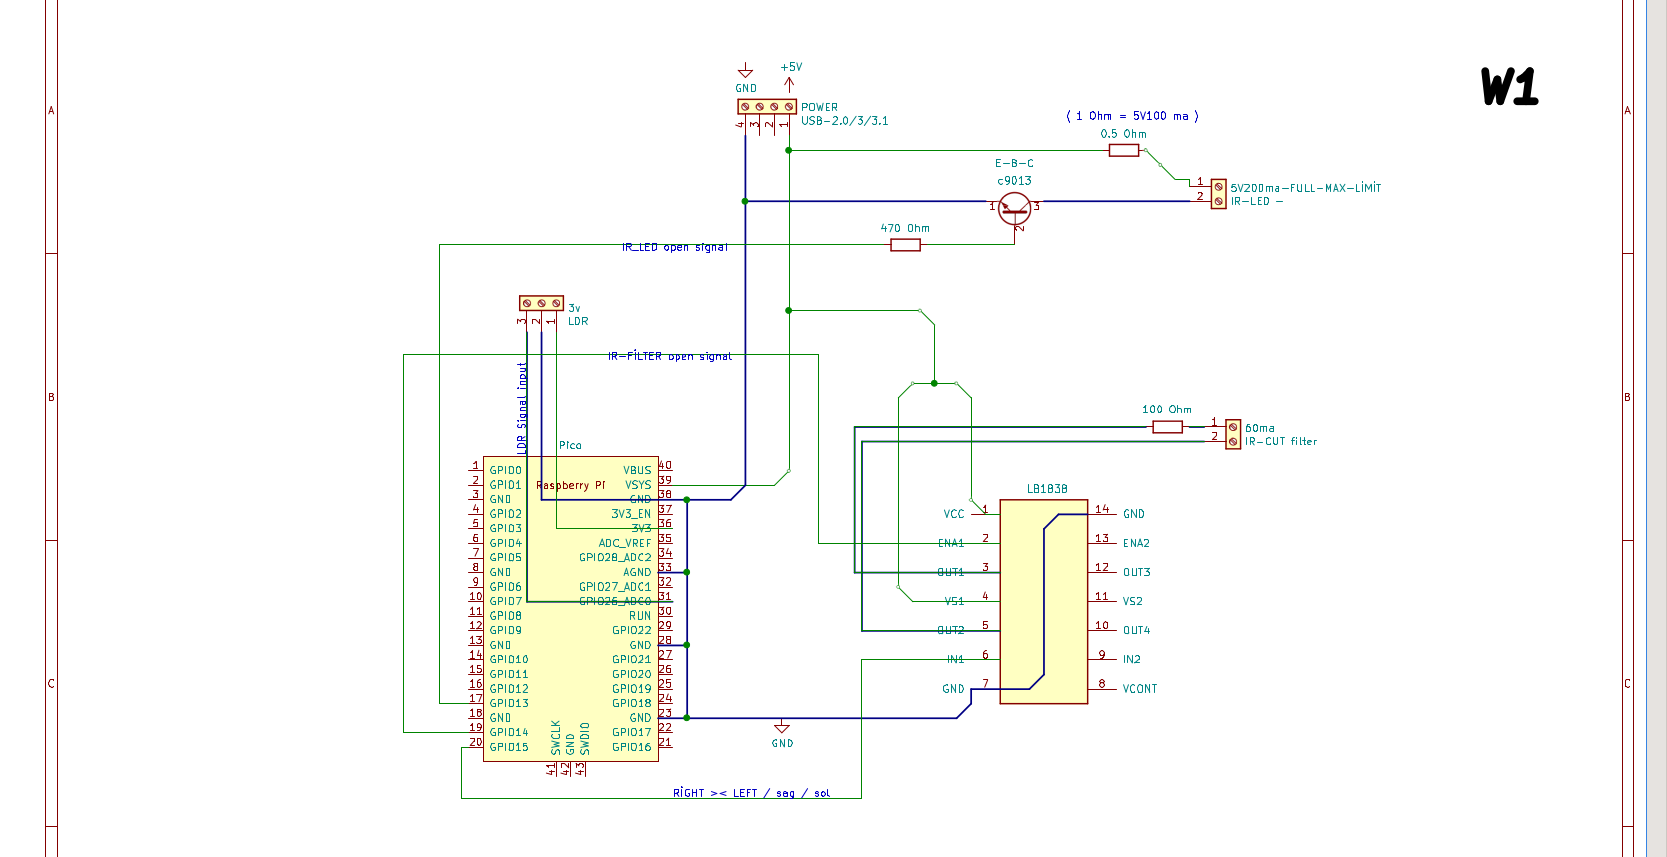 W1
+5V
GND
POWER
USB-2.0/3/3.1
4 3 2 1
( 1 Ohm = 5V100 ma )
0.5 Ohm
E-B-C
c9013
1 3
2
1 5V200ma-FULL-MAX-LİMİT
2 IR-LED -
470 Ohm
IR_LED open signal
3v
LDR
3 2 1
IR-FİLTER open signal
LDR Signal input
100 Ohm
1 60ma
2 IR-CUT filter
Pico
Raspberry Pi
1 GPIO0 VBUS 40
2 GPIO1 VSYS 39
3 GND GND 38
4 GPIO2 3V3_EN 37
5 GPIO3 3V3 36
6 GPIO4 ADC_VREF 35
7 GPIO5 GPIO28_ADC2 34
8 GND AGND 33
9 GPIO6 GPIO27_ADC1 32
10 GPIO7 GPIO26_ADC0 31
11 GPIO8 RUN 30
12 GPIO9 GPIO22 29
13 GND GND 28
14 GPIO10 GPIO21 27
15 GPIO11 GPIO20 26
16 GPIO12 GPIO19 25
17 GPIO13 GPIO18 24
18 GND GND 23
19 GPIO14 GPIO17 22
20 GPIO15 GPIO16 21
SWCLK GND SWDIO
41 42 43
LB1838
VCC 1 14 GND
ENA1 2 13 ENA2
OUT1 3 12 OUT3
VS1 4 11 VS2
OUT2 5 10 OUT4
IN1 6 9 IN2
GND 7 8 VCONT
GND
RİGHT >< LEFT / sag / sol
A A
B B
C C